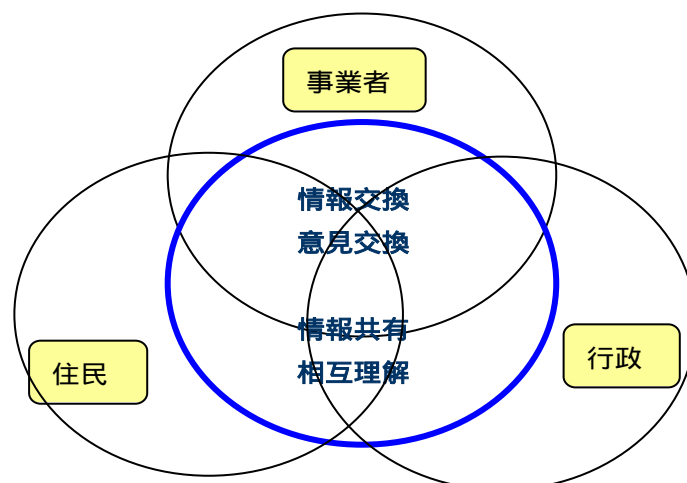 事業者
情報交換
意見交換
情報共有
相互理解
住民
行政